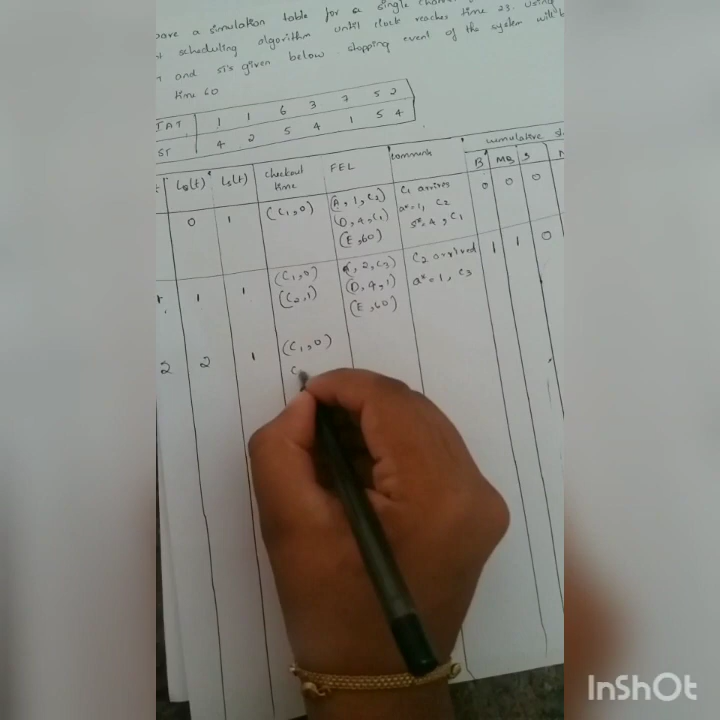 a simulation table for a single channel
scheduling algorithm until clock reaches time 23. using
and st is given below. stopping event of the system will b
time 60
IAT 1 1 6 3 7 5 2
ST 4 2 5 4 1 5 4
cumulative s
LQ(t) LS(t) checkout time FEL comments B MQ S
0 1 (C1,0) (A,1,C2) C1 arrives 0 0 0
(D,4,C1) a*=1, C2
(E,60) s*=4, C1
1 1 (C1,0) (A,2,C3) C2 arrived 1 1 0
(C2,1) (D,4,1) a*=1, C3
(E,60)
2 2 1 (C1,0)
C
InShOt